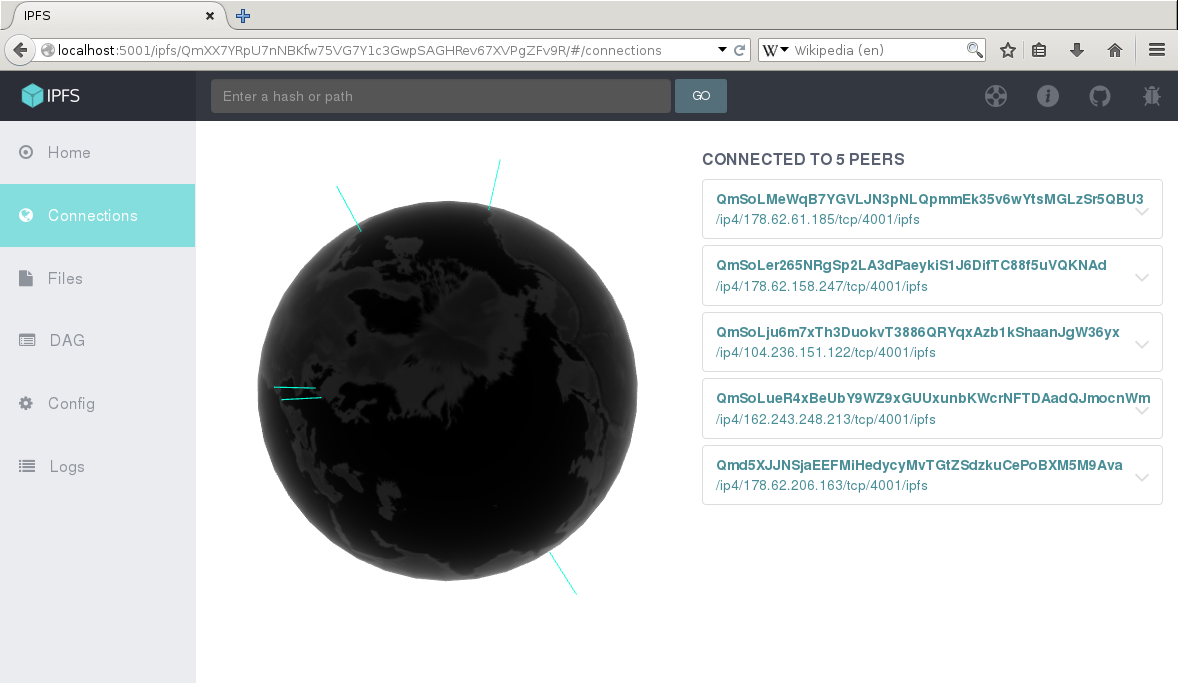 IPFS
localhost:5001/ipfs/QmXX7YRpU7nNBKfw75VG7Y1c3GwpSAGHRev67XVPgZFv9R/#/connections
W Wikipedia (en)
IPFS
Enter a hash or path
GO
Home
Connections
Files
DAG
Config
Logs
CONNECTED TO 5 PEERS
QmSoLMeWqB7YGVLJN3pNLQpmmEk35v6wYtsMGLzSr5QBU3
/ip4/178.62.61.185/tcp/4001/ipfs
QmSoLer265NRgSp2LA3dPaeykiS1J6DifTC88f5uVQKNAd
/ip4/178.62.158.247/tcp/4001/ipfs
QmSoLju6m7xTh3DuokvT3886QRYqxAzb1kShaanJgW36yx
/ip4/104.236.151.122/tcp/4001/ipfs
QmSoLueR4xBeUbY9WZ9xGUUxunbKWcrNFTDAadQJmocnWm
/ip4/162.243.248.213/tcp/4001/ipfs
Qmd5XJJNSjaEEFMiHedycyMvTGtZSdzkuCePoBXM5M9Ava
/ip4/178.62.206.163/tcp/4001/ipfs